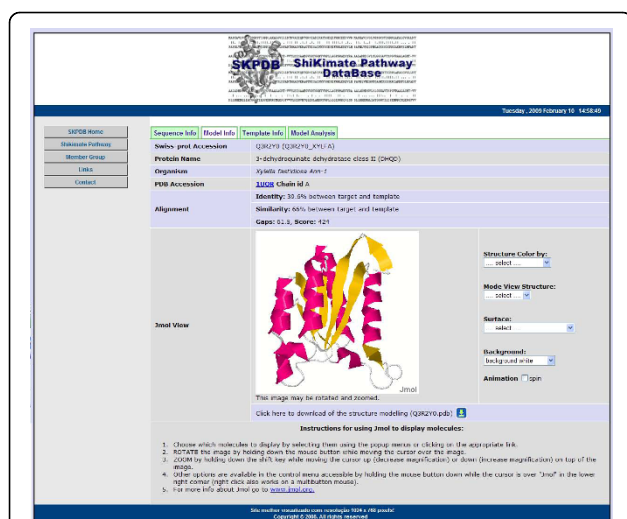 SKPDB ShiKimate Pathway
DataBase
Tuesday, 2009 February 10 14:58:49
SKPDB Home
Shikimate Pathway
Member Group
Links
Contact
Sequence Info Model Info Template Info Model Analysis
Swiss-prot Accession Q3R2Y0 (Q3R2Y0_XYLFA)
Protein Name 3-dehydroquinate dehydratase class II (DHQD)
Organism Xylella fastidiosa Ann-1
PDB Accession 1UQR Chain id A
Alignment
Identity: 30.6% between target and template
Similarity: 66% between target and template
Gaps: 61.5, Score: 424
Jmol View
Structure Color by:
.... select ....
Mode View Structure:
.... select ....
Surface:
select
Background:
background white
Animation spin
Jmol
This image may be rotated and zoomed.
Click here to download of the structure modelling (Q3R2Y0.pdb)
Instructions for using Jmol to display molecules:
1. Choose which molecules to display by selecting them using the popup menus or clicking on the appropriate link.
2. ROTATE the image by holding down the mouse button while moving the cursor over the image.
3. ZOOM by holding down the shift key while moving the cursor up (decrease magnification) or down (increase magnification) on top of the
image.
4. Other options are available in the control menu accessible by holding the mouse button down while the cursor is over "Jmol" in the lower
right corner (right click also works on a multibutton mouse).
5. For more info about Jmol go to www.jmol.org.
Site melhor visualizado com resolução 1024 x 768 pixels!
Copyright © 2008. All rights reserved